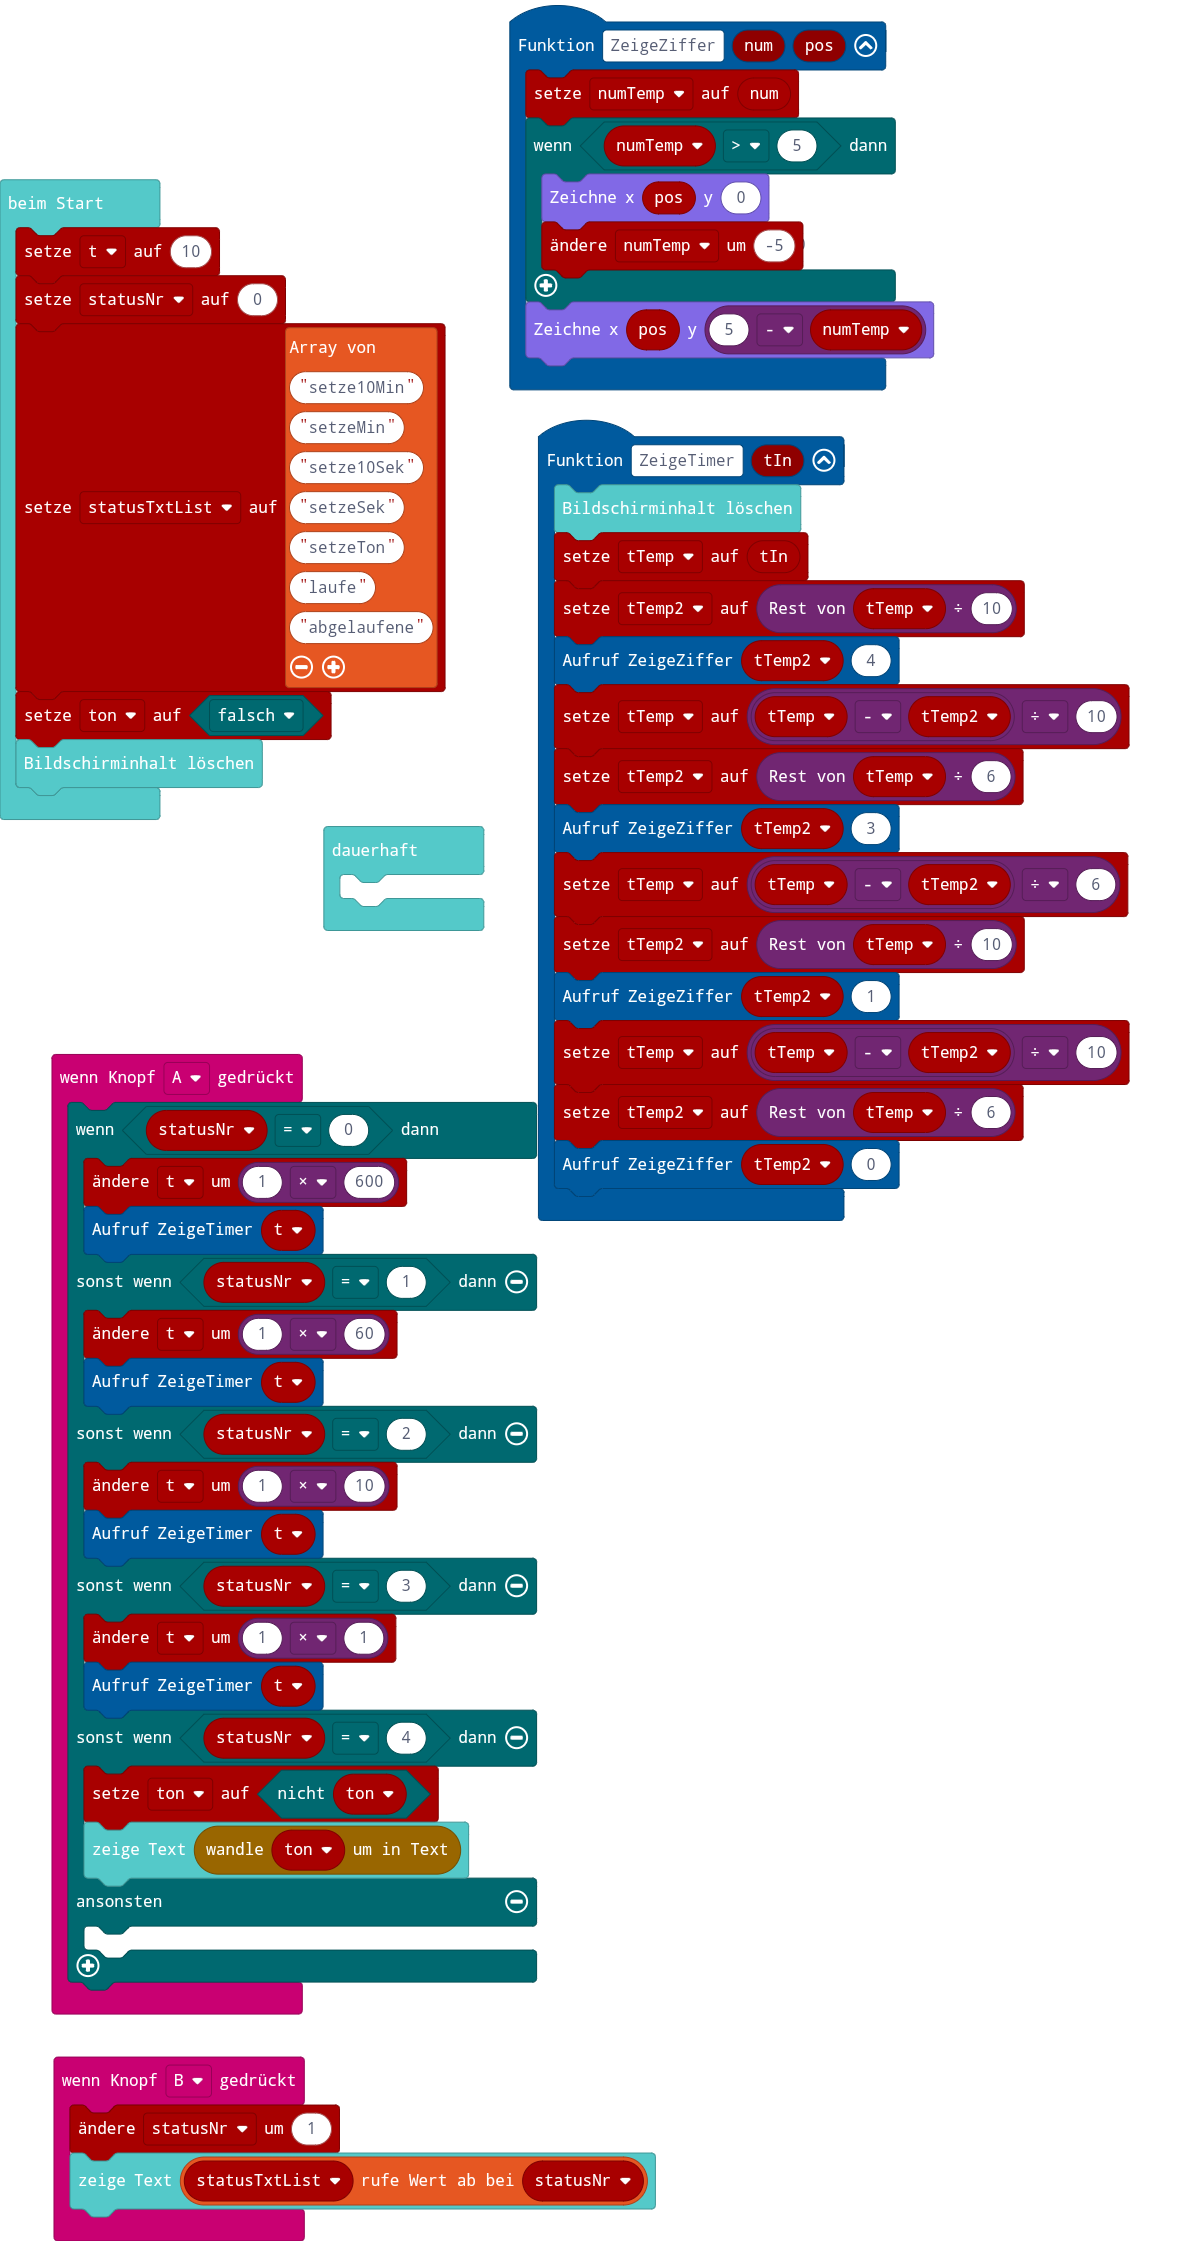 Funktion ZeigeZiffer num pos
setze numTemp auf num
wenn numTemp > 5 dann
Zeichne x pos y 0
ändere numTemp um -5
Zeichne x pos y 5 - numTemp
beim Start
setze t auf 10
setze statusNr auf 0
setze statusTxtList auf
Array von
"setze10Min"
"setzeMin"
"setze10Sek"
"setzeSek"
"setzeTon"
"laufe"
"abgelaufene"
setze ton auf falsch
Bildschirminhalt löschen
Funktion ZeigeTimer tIn
Bildschirminhalt löschen
setze tTemp auf tIn
setze tTemp2 auf Rest von tTemp ÷ 10
Aufruf ZeigeZiffer tTemp2 4
setze tTemp auf tTemp - tTemp2 ÷ 10
setze tTemp2 auf Rest von tTemp ÷ 6
Aufruf ZeigeZiffer tTemp2 3
setze tTemp auf tTemp - tTemp2 ÷ 6
setze tTemp2 auf Rest von tTemp ÷ 10
Aufruf ZeigeZiffer tTemp2 1
setze tTemp auf tTemp - tTemp2 ÷ 10
setze tTemp2 auf Rest von tTemp ÷ 6
Aufruf ZeigeZiffer tTemp2 0
dauerhaft
wenn Knopf A gedrückt
wenn statusNr = 0 dann
ändere t um 1 × 600
Aufruf ZeigeTimer t
sonst wenn statusNr = 1 dann
ändere t um 1 × 60
Aufruf ZeigeTimer t
sonst wenn statusNr = 2 dann
ändere t um 1 × 10
Aufruf ZeigeTimer t
sonst wenn statusNr = 3 dann
ändere t um 1 × 1
Aufruf ZeigeTimer t
sonst wenn statusNr = 4 dann
setze ton auf nicht ton
zeige Text wandle ton um in Text
ansonsten
wenn Knopf B gedrückt
ändere statusNr um 1
zeige Text statusTxtList rufe Wert ab bei statusNr